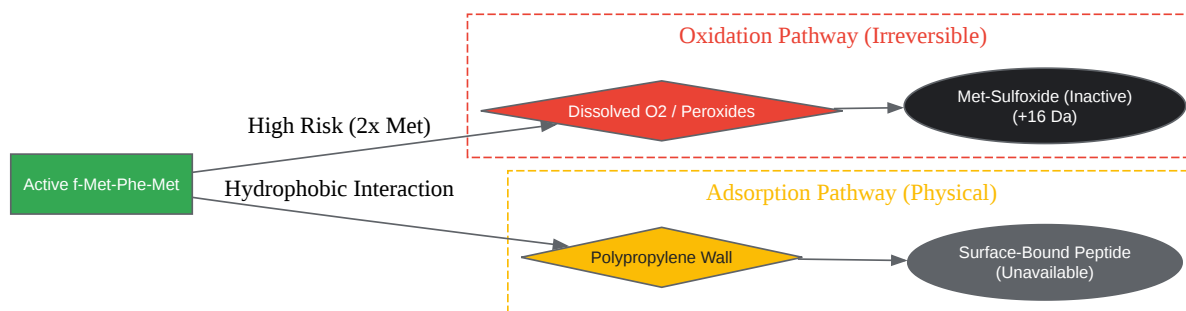 Oxidation Pathway (Irreversible)
Dissolved O2 / Peroxides
Met-Sulfoxide (Inactive)
(+16 Da)
High Risk (2x Met)
Active f-Met-Phe-Met
Hydrophobic Interaction
Adsorption Pathway (Physical)
Polypropylene Wall
Surface-Bound Peptide
(Unavailable)